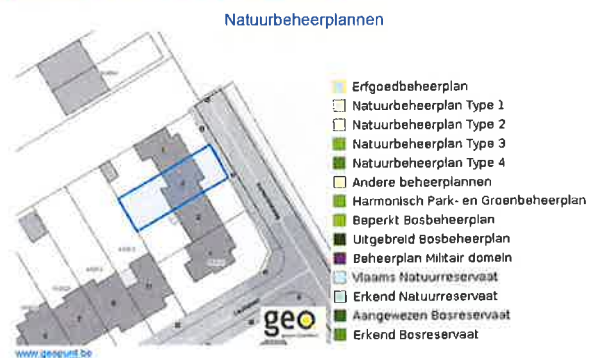 Natuurbeheerplannen
Erfgoedbeheerplan
Natuurbeheerplan Type 1
Natuurbeheerplan Type 2
Natuurbeheerplan Type 3
Natuurbeheerplan Type 4
Andere beheerplannen
Harmonisch Park- en Groenbeheerplan
Beperkt Bosbeheerplan
Uitgebreid Bosbeheerplan
Beheerplan Militair domein
Vlaams Natuurreservaat
Erkend Natuurreservaat
Aangewezen Bosreservaat
Erkend Bosreservaat
geo
www.geopunt.be